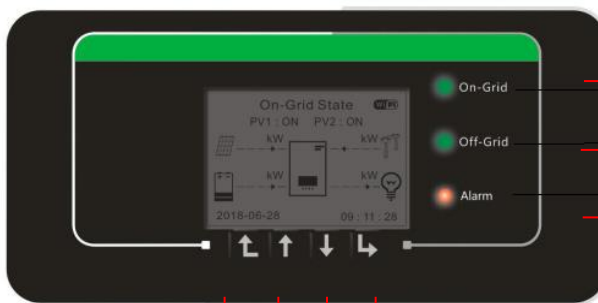 On-Grid State WiFi
PV1 : ON PV2 : ON
kW kW
kW kW
2018-06-28 09 : 11 : 28
On-Grid
Off-Grid
Alarm